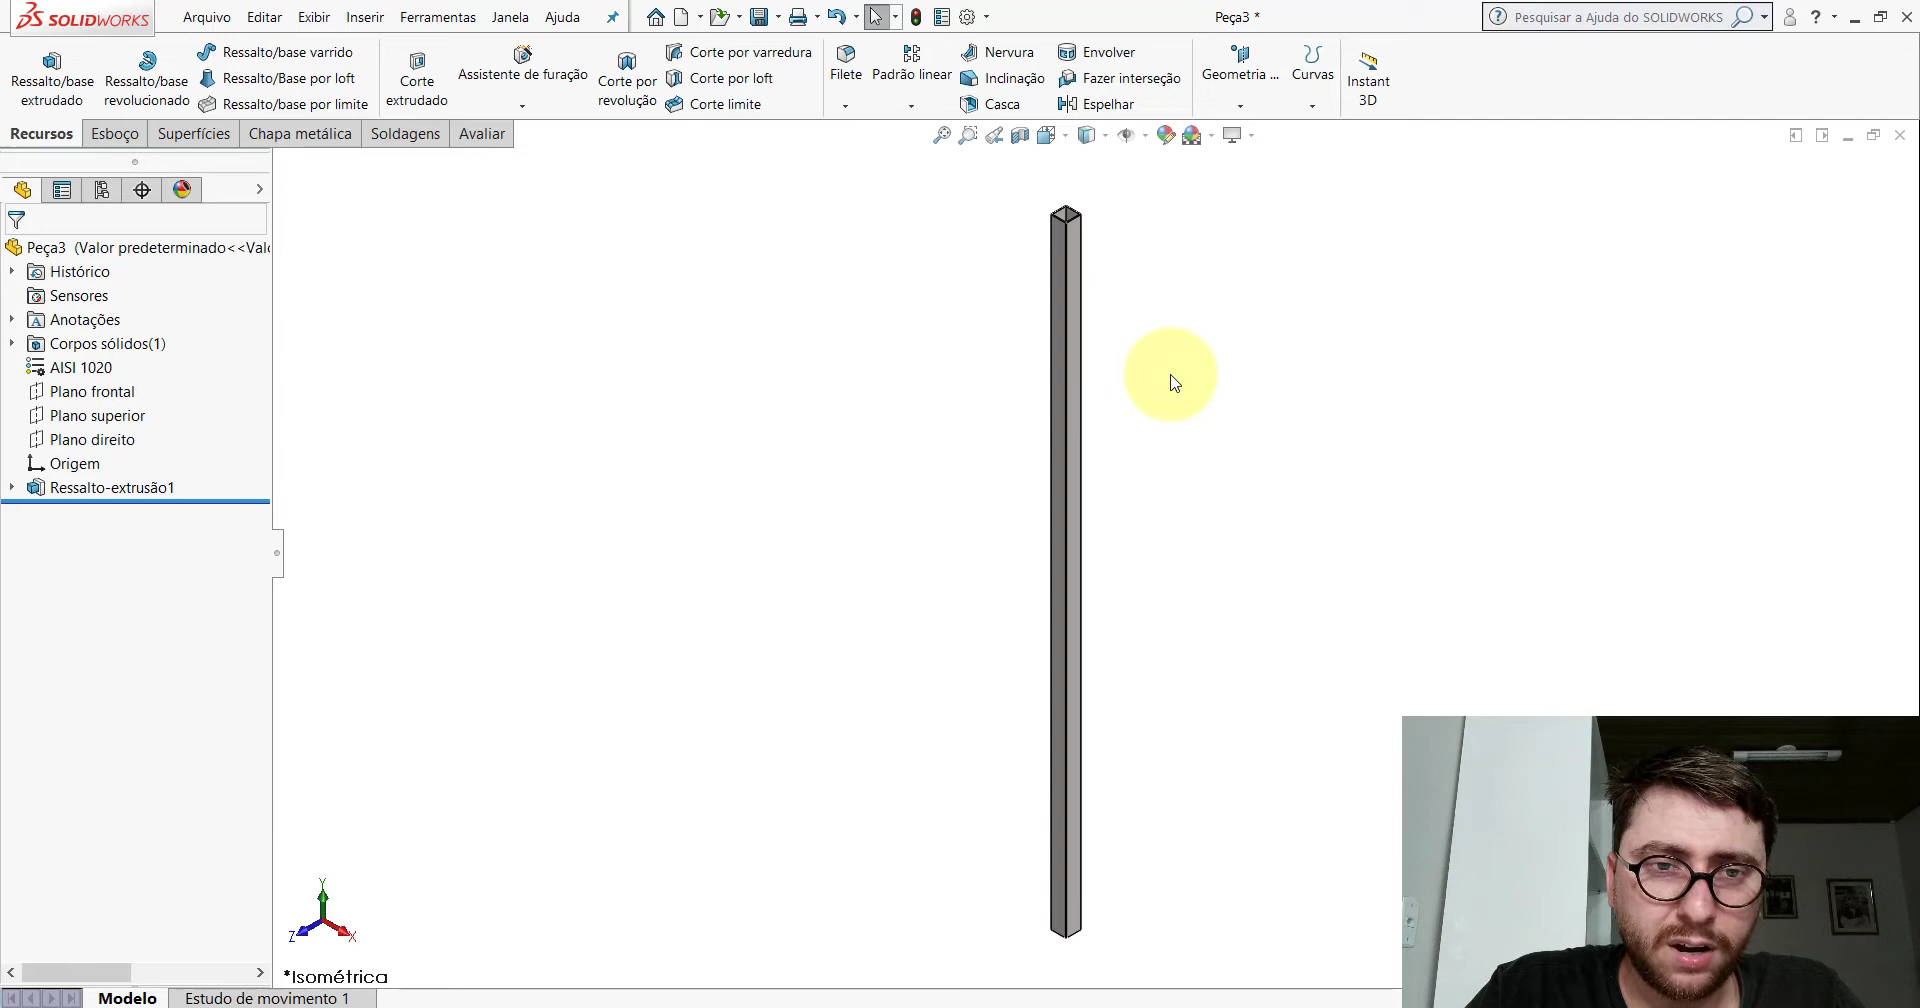 SOLIDWORKS
Arquivo Editar Exibir Inserir Ferramentas Janela Ajuda
Peça3 *
Pesquisar a Ajuda do SOLIDWORKS
Ressalto/base extrudado
Ressalto/base revolucionado
Ressalto/base varrido
Ressalto/Base por loft
Ressalto/base por limite
Corte extrudado
Assistente de furação
Corte por revolução
Corte por varredura
Corte por loft
Corte limite
Filete
Padrão linear
Nervura
Inclinação
Casca
Envolver
Fazer interseção
Espelhar
Geometria ...
Curvas
Instant 3D
Recursos Esboço Superfícies Chapa metálica Soldagens Avaliar
Peça3 (Valor predeterminado<<Valo
Histórico
Sensores
Anotações
Corpos sólidos(1)
AISI 1020
Plano frontal
Plano superior
Plano direito
Origem
Ressalto-extrusão1
Y
Z
X
*Isométrica
Modelo Estudo de movimento 1